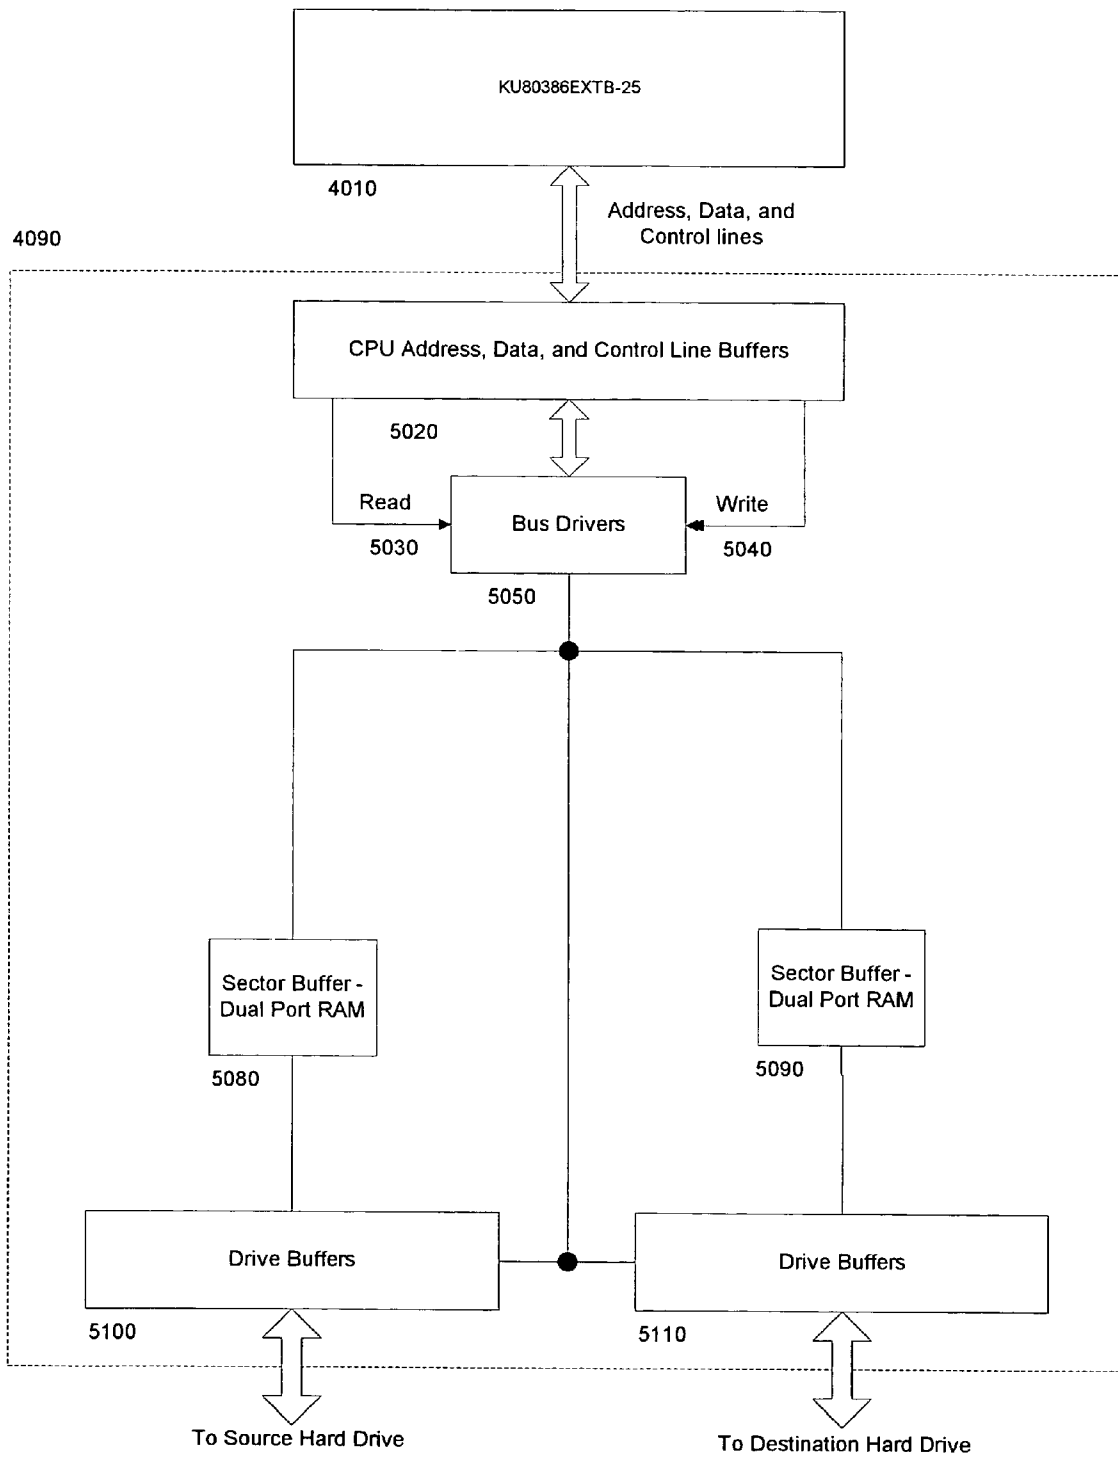 KU80386EXTB-25
4010
Address, Data, and
Control lines
4090
CPU Address, Data, and Control Line Buffers
5020
Read
Write
Bus Drivers
5030
5040
5050
Sector Buffer -
Dual Port RAM
Sector Buffer -
Dual Port RAM
5080
5090
Drive Buffers
Drive Buffers
5100
5110
To Source Hard Drive
To Destination Hard Drive